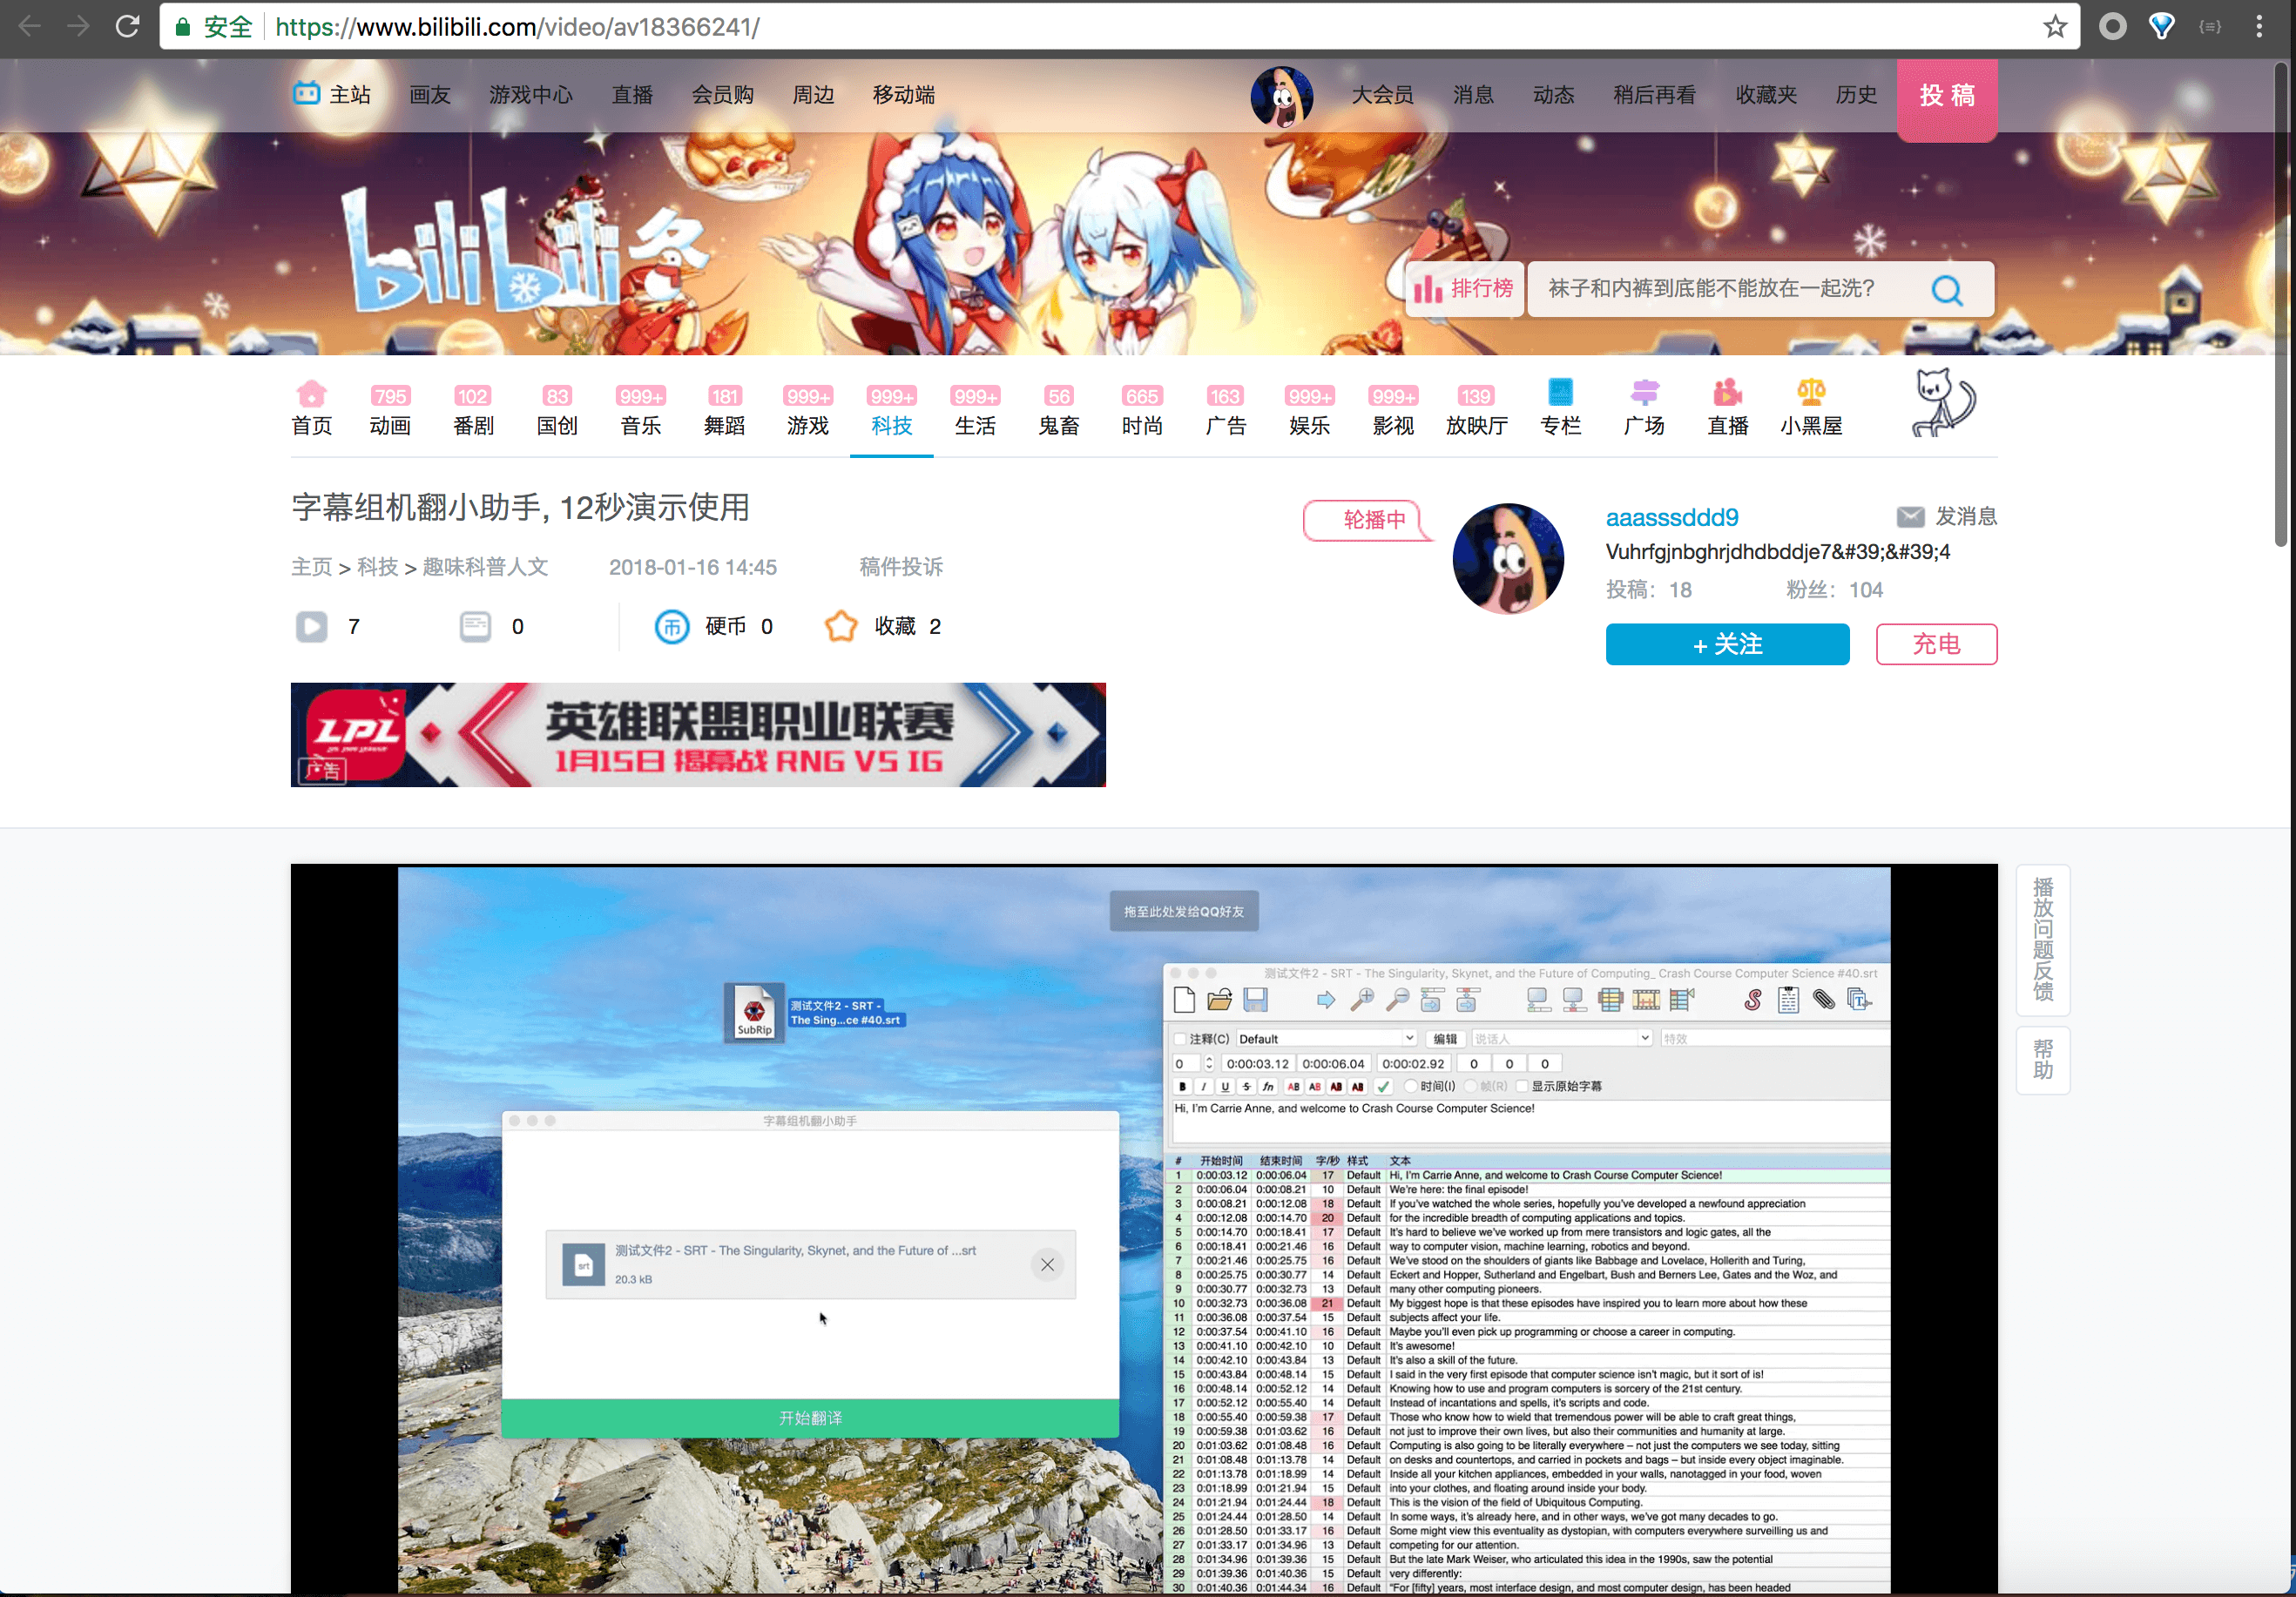 安全 https://www.bilibili.com/video/av18366241/
主站 画友 游戏中心 直播 会员购 周边 移动端 大会员 消息 动态 稍后再看 收藏夹 历史 投稿
bilibili冬
排行榜 袜子和内裤到底能不能放在一起洗?
795 102 83 999+ 181 999+ 999+ 999+ 56 665 163 999+ 999+ 139
首页 动画 番剧 国创 音乐 舞蹈 游戏 科技 生活 鬼畜 时尚 广告 娱乐 影视 放映厅 专栏 广场 直播 小黑屋
字幕组机翻小助手, 12秒演示使用
主页 > 科技 > 趣味科普人文 2018-01-16 14:45 稿件投诉
7 0 币 硬币 0 收藏 2
轮播中
aaasssddd9 发消息
Vuhrfgjnbghrjdhdbddje7&#39;&#39;4
投稿: 18 粉丝: 104
+ 关注 充电
LPL
广告
英雄联盟职业联赛
1月15日 揭幕战 RNG VS IG
播放问题反馈
帮助
拖至此处发给QQ好友
SubRip
测试文件2 - SRT -
The Sing...ce #40.srt
字幕组机翻小助手
srt
测试文件2 - SRT - The Singularity, Skynet, and the Future of ...srt
20.3 kB
开始翻译
测试文件2 - SRT - The Singularity, Skynet, and the Future of Computing_ Crash Course Computer Science #40.srt
注释(C) Default 编辑 说话人 特效
0 0:00:03.12 0:00:06.04 0:00:02.92 0 0 0
B I U S fn AB AB AB AB 时间(I) 帧(R) 显示原始字幕
Hi, I'm Carrie Anne, and welcome to Crash Course Computer Science!
# 开始时间 结束时间 字/秒 样式 文本
1 0:00:03.12 0:00:06.04 17 Default Hi, I'm Carrie Anne, and welcome to Crash Course Computer Science!
2 0:00:06.04 0:00:08.21 10 Default We're here: the final episode!
3 0:00:08.21 0:00:12.08 18 Default If you've watched the whole series, hopefully you've developed a newfound appreciation
4 0:00:12.08 0:00:14.70 20 Default for the incredible breadth of computing applications and topics.
5 0:00:14.70 0:00:18.41 17 Default It's hard to believe we've worked up from mere transistors and logic gates, all the
6 0:00:18.41 0:00:21.46 16 Default way to computer vision, machine learning, robotics and beyond.
7 0:00:21.46 0:00:25.75 16 Default We've stood on the shoulders of giants like Babbage and Lovelace, Hollerith and Turing,
8 0:00:25.75 0:00:30.77 14 Default Eckert and Hopper, Sutherland and Engelbart, Bush and Berners Lee, Gates and the Woz, and
9 0:00:30.77 0:00:32.73 13 Default many other computing pioneers.
10 0:00:32.73 0:00:36.08 21 Default My biggest hope is that these episodes have inspired you to learn more about how these
11 0:00:36.08 0:00:37.54 15 Default subjects affect your life.
12 0:00:37.54 0:00:41.10 16 Default Maybe you'll even pick up programming or choose a career in computing.
13 0:00:41.10 0:00:42.10 10 Default It's awesome!
14 0:00:42.10 0:00:43.84 13 Default It's also a skill of the future.
15 0:00:43.84 0:00:48.14 15 Default I said in the very first episode that computer science isn't magic, but it sort of is!
16 0:00:48.14 0:00:52.12 14 Default Knowing how to use and program computers is sorcery of the 21st century.
17 0:00:52.12 0:00:55.40 14 Default Instead of incantations and spells, it's scripts and code.
18 0:00:55.40 0:00:59.38 17 Default Those who know how to wield that tremendous power will be able to craft great things,
19 0:00:59.38 0:01:03.62 16 Default not just to improve their own lives, but also their communities and humanity at large.
20 0:01:03.62 0:01:08.48 16 Default Computing is also going to be literally everywhere – not just the computers we see today, sitting
21 0:01:08.48 0:01:13.78 14 Default on desks and countertops, and carried in pockets and bags – but inside every object imaginable.
22 0:01:13.78 0:01:18.99 14 Default Inside all your kitchen appliances, embedded in your walls, nanotagged in your food, woven
23 0:01:18.99 0:01:21.94 15 Default into your clothes, and floating around inside your body.
24 0:01:21.94 0:01:24.44 18 Default This is the vision of the field of Ubiquitous Computing.
25 0:01:24.44 0:01:28.50 14 Default In some ways, it's already here, and in other ways, we've got many decades to go.
26 0:01:28.50 0:01:33.17 16 Default Some might view this eventuality as dystopian, with computers everywhere surveilling us and
27 0:01:33.17 0:01:34.96 13 Default competing for our attention.
28 0:01:34.96 0:01:39.36 15 Default But the late Mark Weiser, who articulated this idea in the 1990s, saw the potential
29 0:01:39.36 0:01:40.36 15 Default very differently:
30 0:01:40.36 0:01:44.34 16 Default "For [fifty] years, most interface design, and most computer design, has been headed